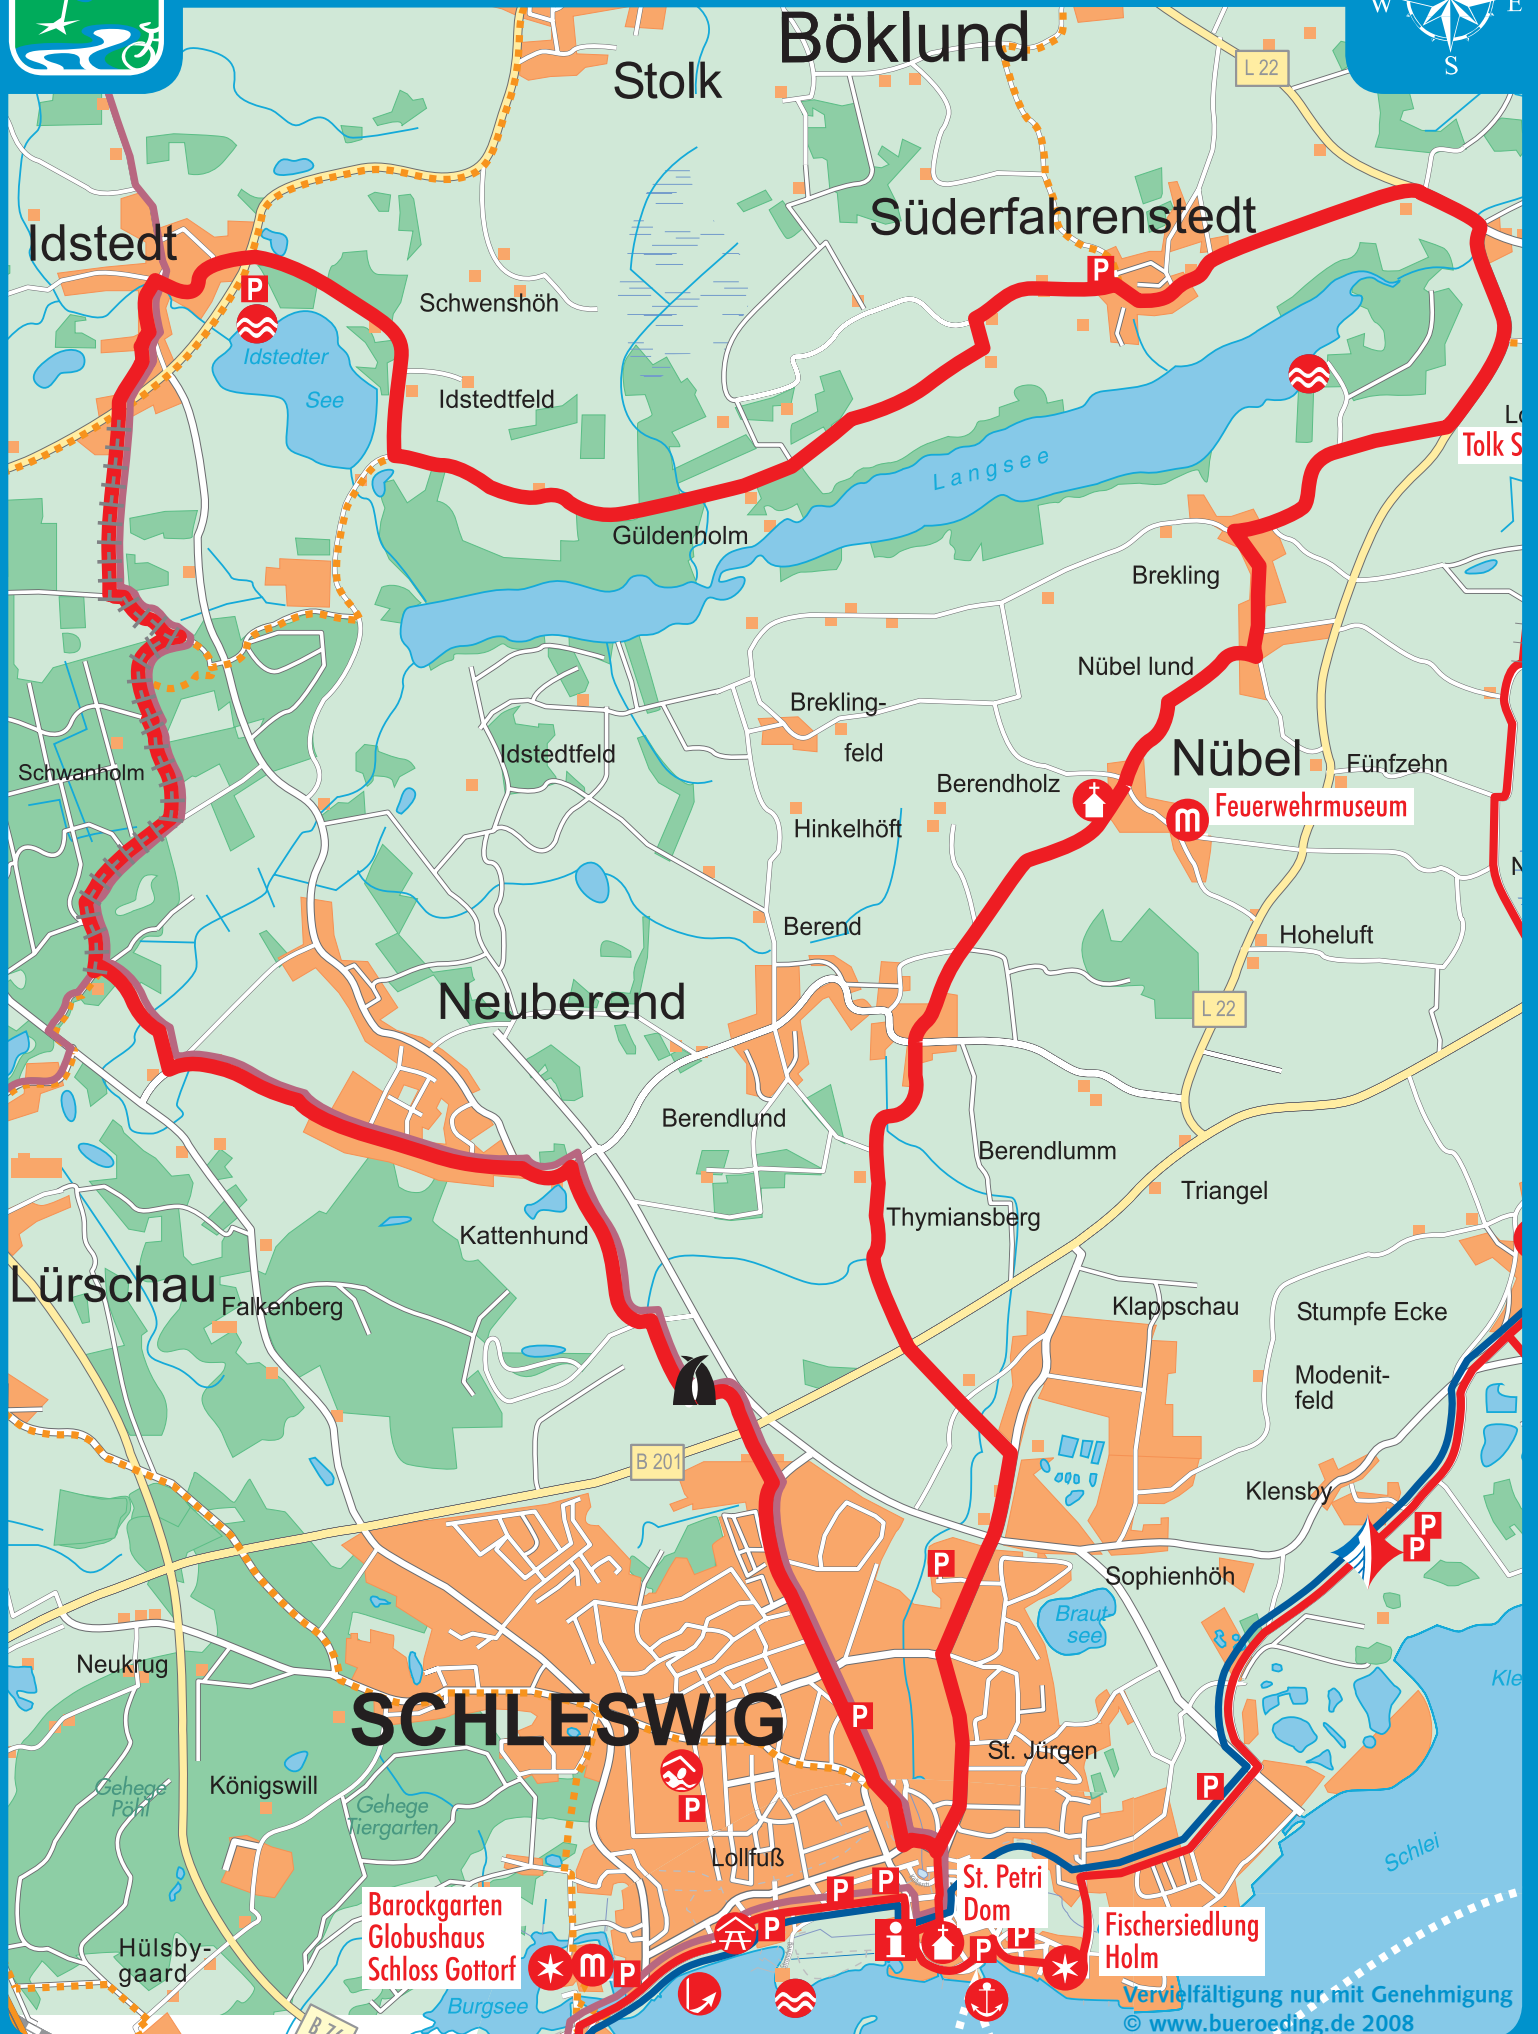 W
E
S
Böklund
Stolk
L 22
Süderfahrenstedt
Idstedt
P
P
Schwenshöh
Idstedter
See
Idstedtfeld
Tolk S
Langsee
Güldenholm
Brekling
Nübel lund
Brekling-
feld
Idstedtfeld
Nübel
Fünfzehn
Schwanholm
Berendholz
m
Feuerwehrmuseum
Hinkelhöft
Berend
Hoheluft
Neuberend
L 22
Berendlund
Berendlumm
Triangel
Thymiansberg
Kattenhund
Lürschau
Falkenberg
Klappschau
Stumpfe Ecke
Modenit-
feld
B 201
Klensby
P
P
P
Sophienhöh
Braut-
see
Neukrug
Kle
SCHLESWIG
P
St. Jürgen
Gehege
Pöhl
Königswill
P
P
Gehege
Tiergarten
Lollfuß
Schlei
P
P
P
St. Petri
Dom
Barockgarten
Globushaus
Schloss Gottorf
m
P
i
P
P
Fischersiedlung
Holm
Hülsby-
gaard
Burgsee
Vervielfältigung nur mit Genehmigung
© www.bueroeding.de 2008